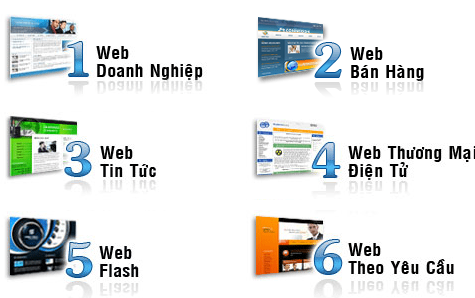 1 Web
Doanh Nghiệp
2 Web
Bán Hàng
3 Web
Tin Tức
4 Web Thương Mại
Điện Tử
5 Web
Flash
6 Web
Theo Yêu Cầu